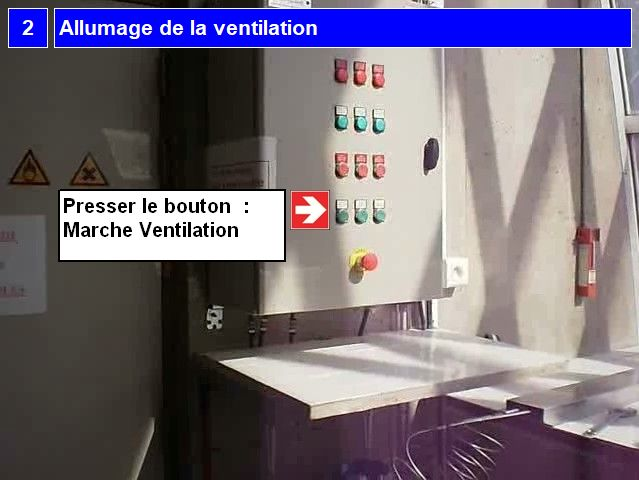 2
Allumage de la ventilation
Presser le bouton :
Marche Ventilation